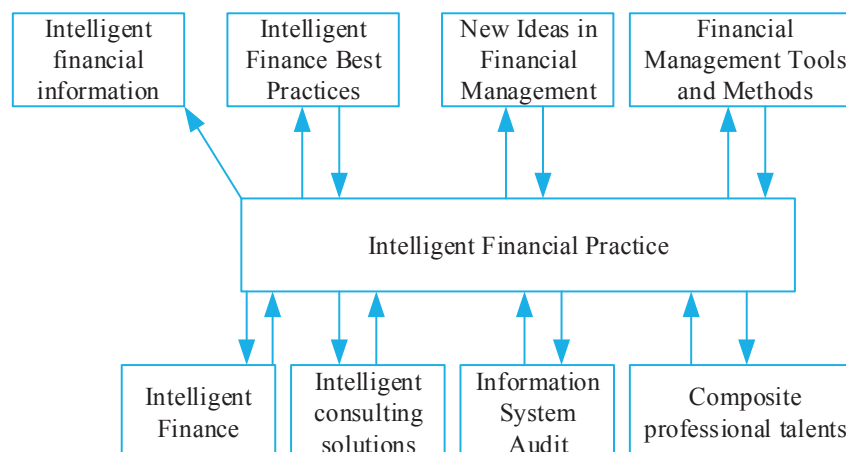 Intelligent
financial
information
Intelligent
Finance Best
Practices
New Ideas in
Financial
Management
Financial
Management Tools
and Methods
Intelligent Financial Practice
Intelligent
Finance
Intelligent
consulting
solutions
Information
System
Audit
Composite
professional talents